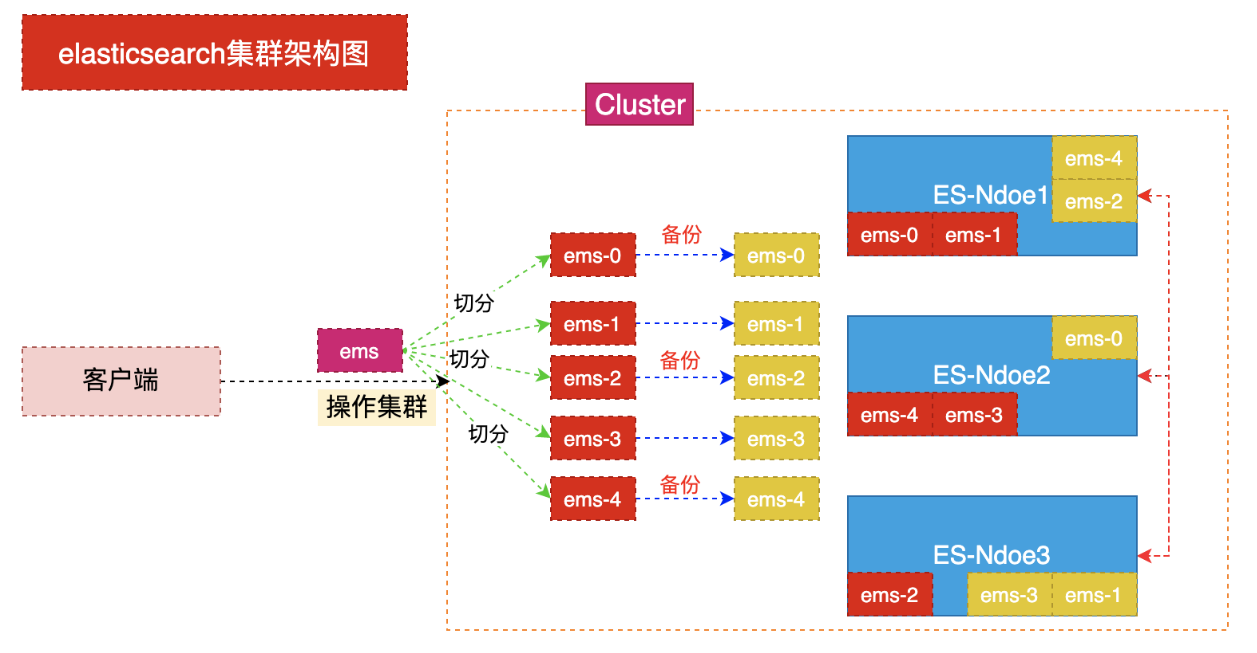 elasticsearch集群架构图
Cluster
客户端
ems
操作集群
切分
切分
切分
ems-0
备份
ems-0
ems-1
ems-1
ems-2
备份
ems-2
ems-3
ems-3
ems-4
备份
ems-4
ES-Ndoe1
ems-4
ems-2
ems-0
ems-1
ES-Ndoe2
ems-0
ems-4
ems-3
ES-Ndoe3
ems-2
ems-3
ems-1